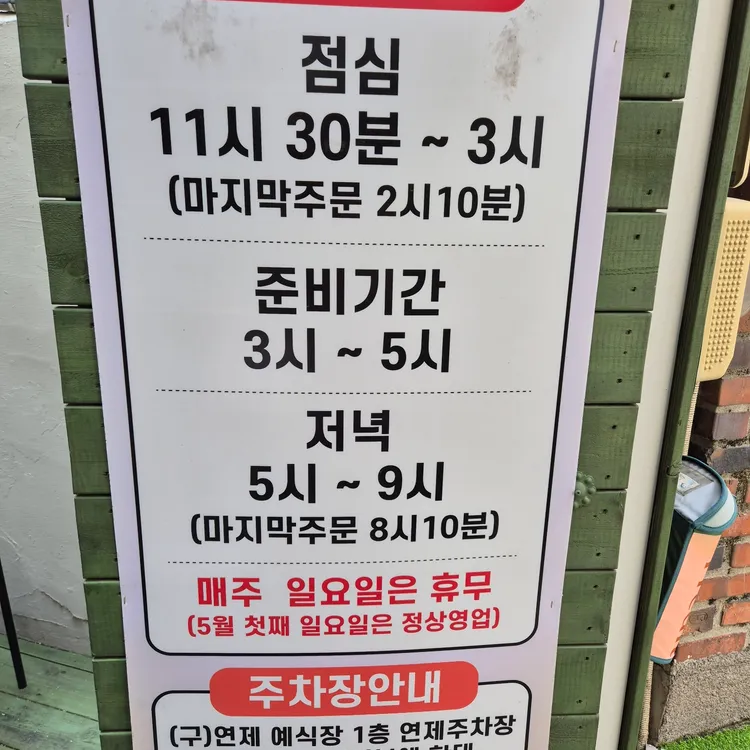 점심
11시 30분 ~ 3시
(마지막주문 2시10분)
준비기간
3시 ~ 5시
저녁
5시 ~ 9시
(마지막주문 8시10분)
매주 일요일은 휴무
(5월 첫째 일요일은 정상영업)
주차장안내
(구)연제 예식장 1층 연제주차장